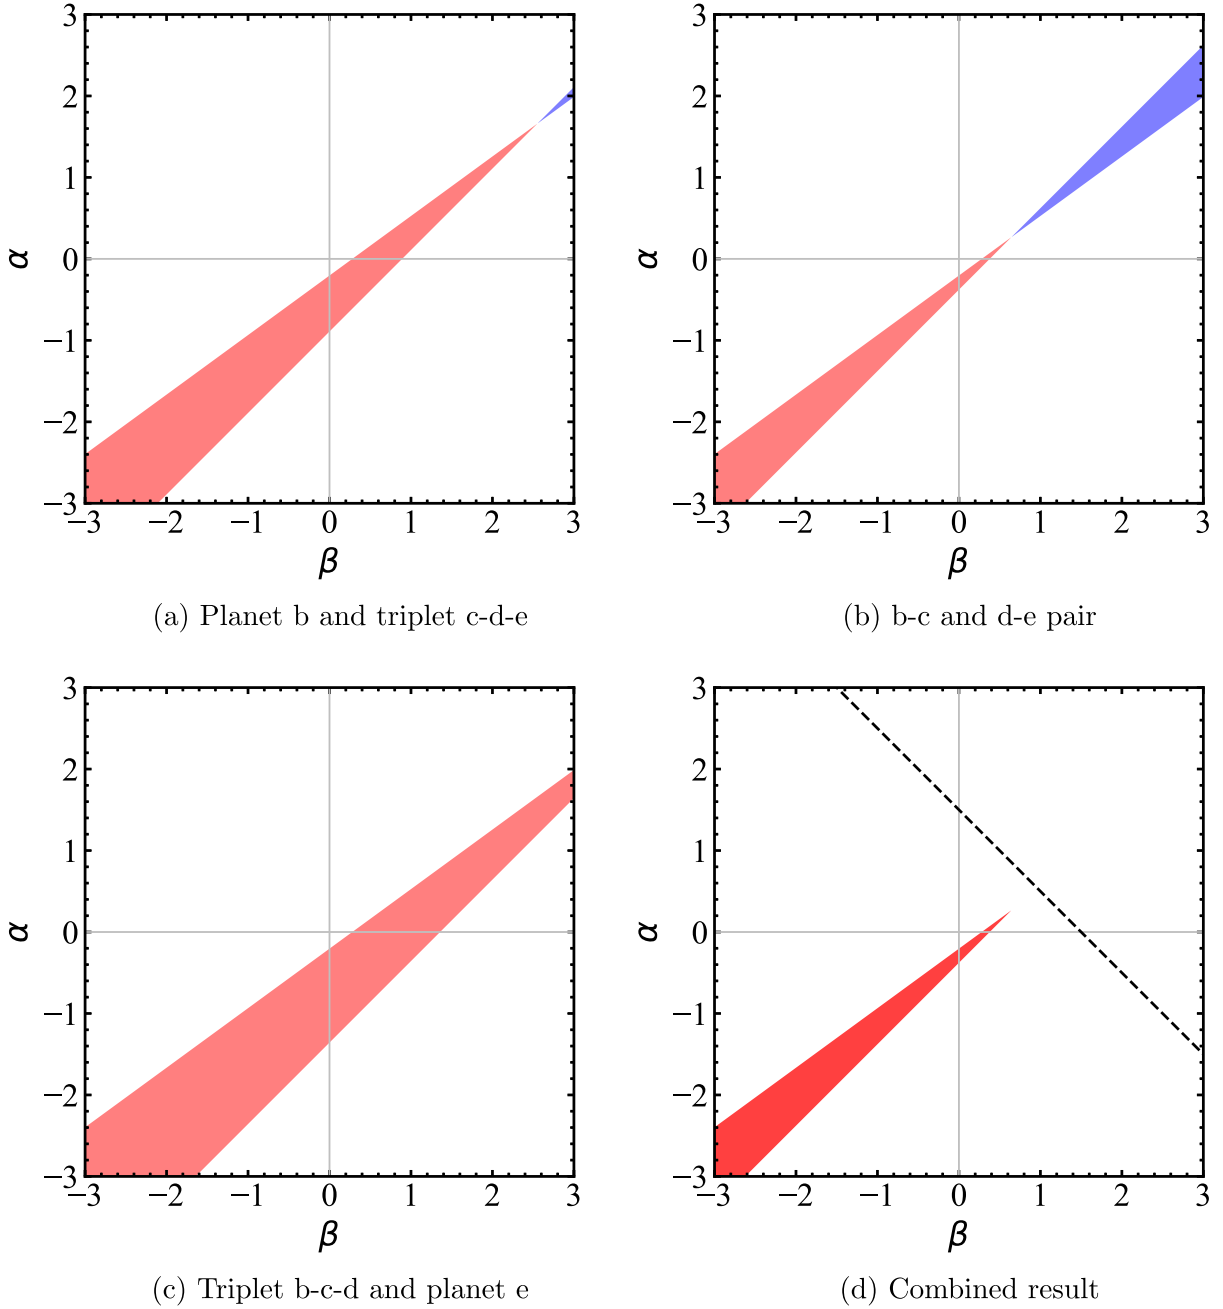 3
2
1
0
−1
−2
−3
α
−3 −2 −1 0 1 2 3
β
(a) Planet b and triplet c-d-e
3
2
1
0
−1
−2
−3
α
−3 −2 −1 0 1 2 3
β
(b) b-c and d-e pair
3
2
1
0
−1
−2
−3
α
−3 −2 −1 0 1 2 3
β
(c) Triplet b-c-d and planet e
3
2
1
0
−1
−2
−3
α
−3 −2 −1 0 1 2 3
β
(d) Combined result